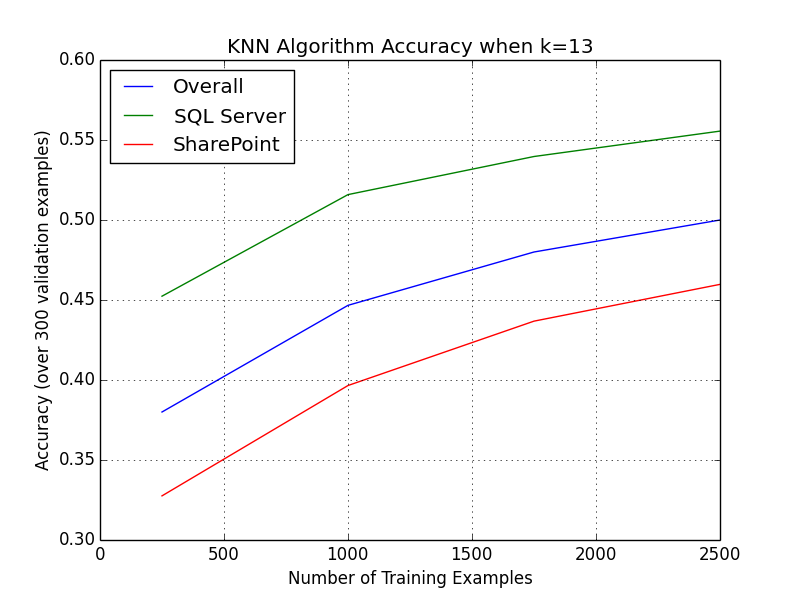 KNN Algorithm Accuracy when k=13
0.60
0.55
0.50
0.45
0.40
0.35
0.30
Accuracy (over 300 validation examples)
Overall
SQL Server
SharePoint
0 500 1000 1500 2000 2500
Number of Training Examples